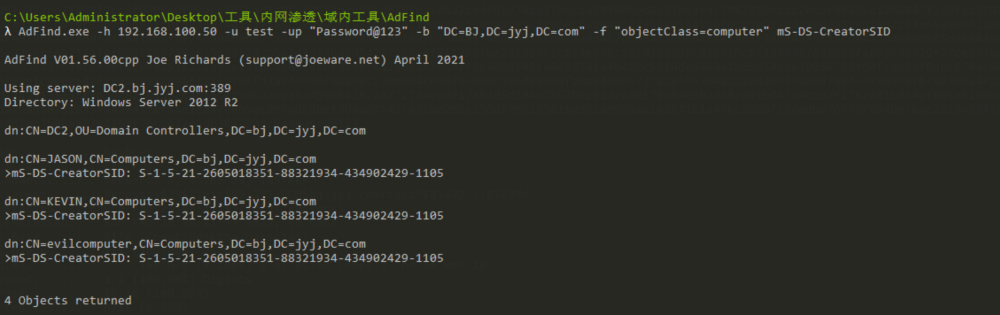 C:\Users\Administrator\Desktop\工具\内网渗透\域内工具\AdFind
λ AdFind.exe -h 192.168.100.50 -u test -up "Password@123" -b "DC=BJ,DC=jyj,DC=com" -f "objectClass=computer" mS-DS-CreatorSID
AdFind V01.56.00cpp Joe Richards (support@joeware.net) April 2021
Using server: DC2.bj.jyj.com:389
Directory: Windows Server 2012 R2
dn:CN=DC2,OU=Domain Controllers,DC=bj,DC=jyj,DC=com
dn:CN=JASON,CN=Computers,DC=bj,DC=jyj,DC=com
>mS-DS-CreatorSID: S-1-5-21-2605018351-88321934-434902429-1105
dn:CN=KEVIN,CN=Computers,DC=bj,DC=jyj,DC=com
>mS-DS-CreatorSID: S-1-5-21-2605018351-88321934-434902429-1105
dn:CN=evilcomputer,CN=Computers,DC=bj,DC=jyj,DC=com
>mS-DS-CreatorSID: S-1-5-21-2605018351-88321934-434902429-1105
4 Objects returned